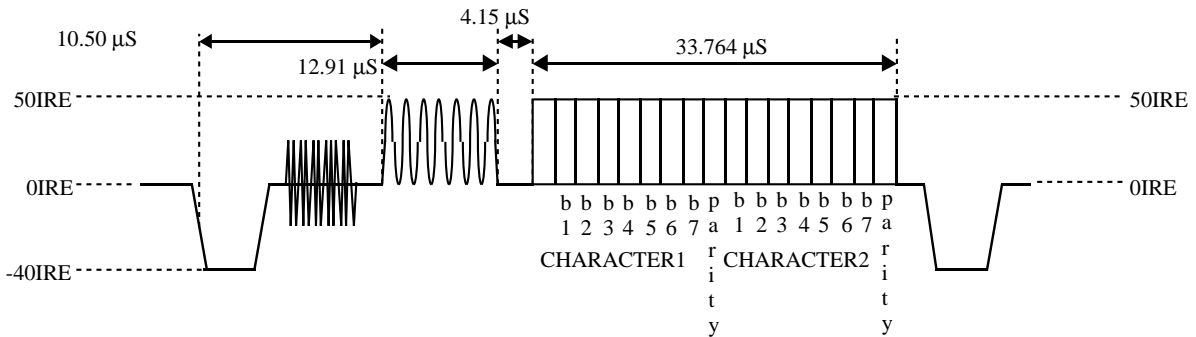 4.15 µS
10.50 µS
33.764 µS
12.91 µS
50IRE
50IRE
0IRE
0IRE
b b b b b b b p b b b b b b b p
1 2 3 4 5 6 7 a 1 2 3 4 5 6 7 a
r r
CHARACTER1 CHARACTER2
i i
-40IRE
t t
y y